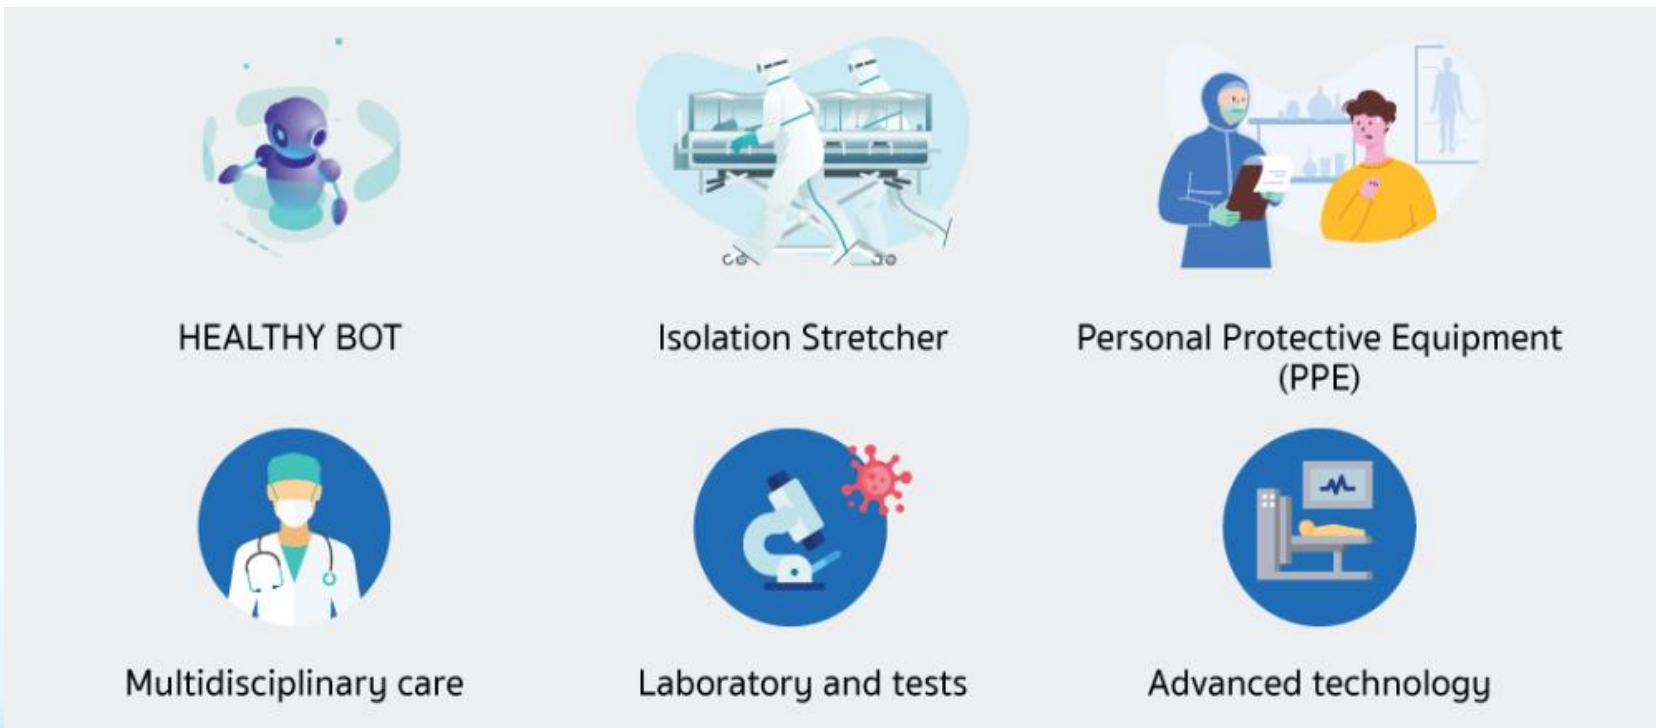 HEALTHY BOT
Isolation Stretcher
Personal Protective Equipment
(PPE)
Multidisciplinary care
Laboratory and tests
Advanced technology